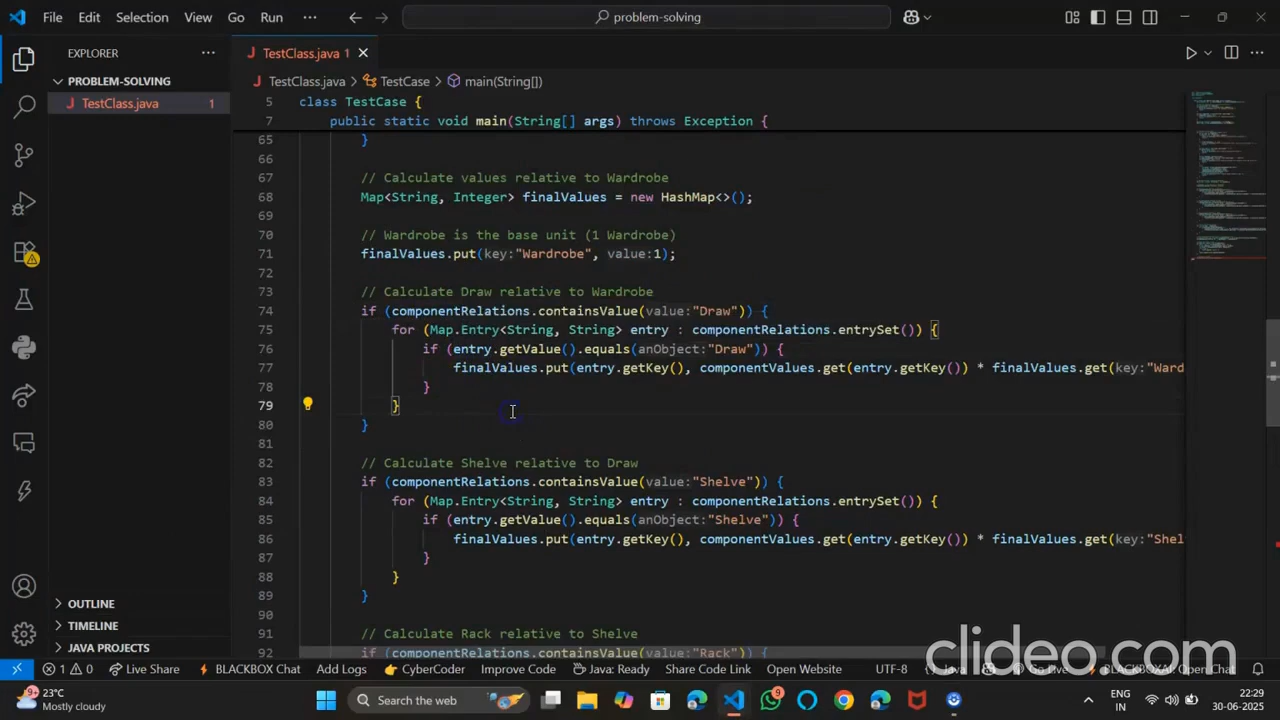 File Edit Selection View Go Run ··· problem-solving
EXPLORER ···
TestClass.java 1
TestClass.java > TestCase > main(String[])
PROBLEM-SOLVING
TestClass.java 1
5 class TestCase {
7 public static void main(String[] args) throws Exception {
65 }
66
67 // Calculate values relative to Wardrobe
68 Map<String, Integer> finalValues = new HashMap<>();
69
70 // Wardrobe is the base unit (1 Wardrobe)
71 finalValues.put(key:"Wardrobe", value:1);
72
73 // Calculate Draw relative to Wardrobe
74 if (componentRelations.containsValue(value:"Draw")) {
75 for (Map.Entry<String, String> entry : componentRelations.entrySet()) {
76 if (entry.getValue().equals(anObject:"Draw")) {
77 finalValues.put(entry.getKey(), componentValues.get(entry.getKey()) * finalValues.get(key:"Ward
78 }
79 }
80 }
81
82 // Calculate Shelve relative to Draw
83 if (componentRelations.containsValue(value:"Shelve")) {
84 for (Map.Entry<String, String> entry : componentRelations.entrySet()) {
85 if (entry.getValue().equals(anObject:"Shelve")) {
86 finalValues.put(entry.getKey(), componentValues.get(entry.getKey()) * finalValues.get(key:"Shel
87 }
88 }
89 }
90
91 // Calculate Rack relative to Shelve
92 if (componentRelations.containsValue(value:"Rack")) {
OUTLINE
TIMELINE
JAVA PROJECTS
clideo.com
1 0 Live Share BLACKBOX Chat Add Logs CyberCoder Improve Code Java: Ready Share Code Link Open Website UTF-8 {} Java Go Live BLACKBOXAI: Open Chat
23°C
Mostly cloudy
Search the web
9
ENG
IN
22:29
30-06-2025